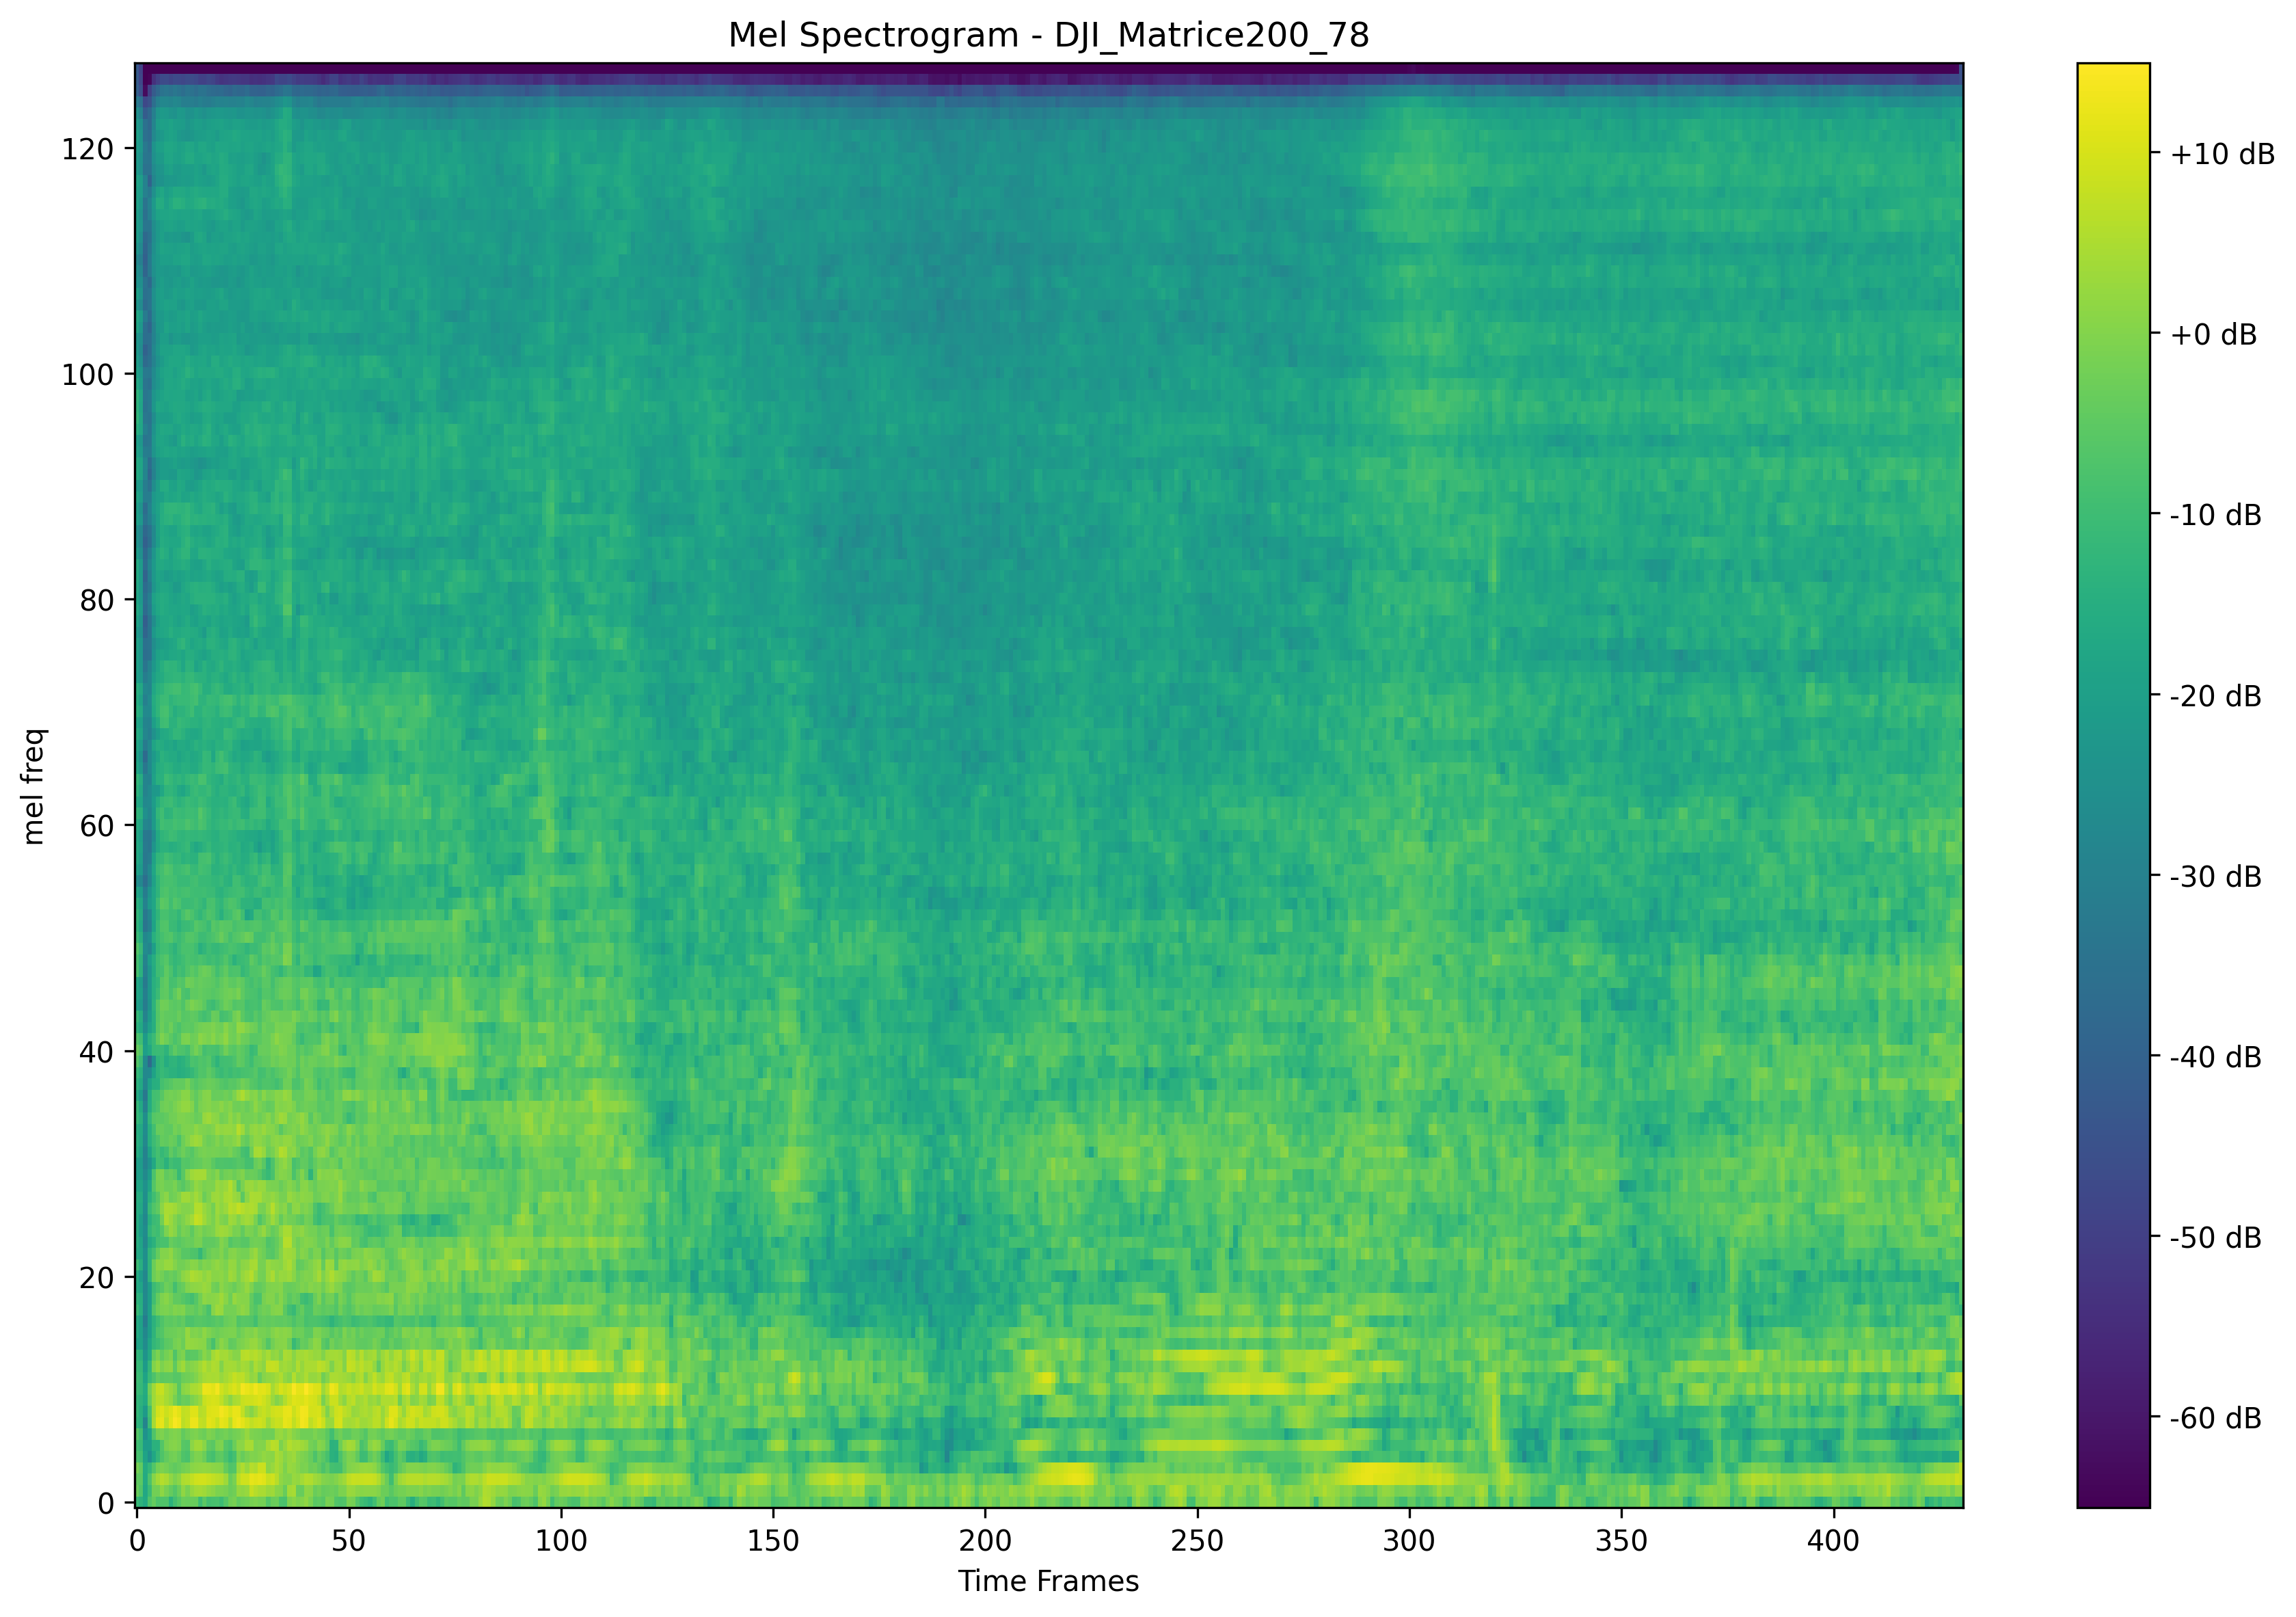 Mel Spectrogram - DJI_Matrice200_78
mel freq
120
100
80
60
40
20
0
0 50 100 150 200 250 300 350 400
Time Frames
+10 dB
+0 dB
-10 dB
-20 dB
-30 dB
-40 dB
-50 dB
-60 dB